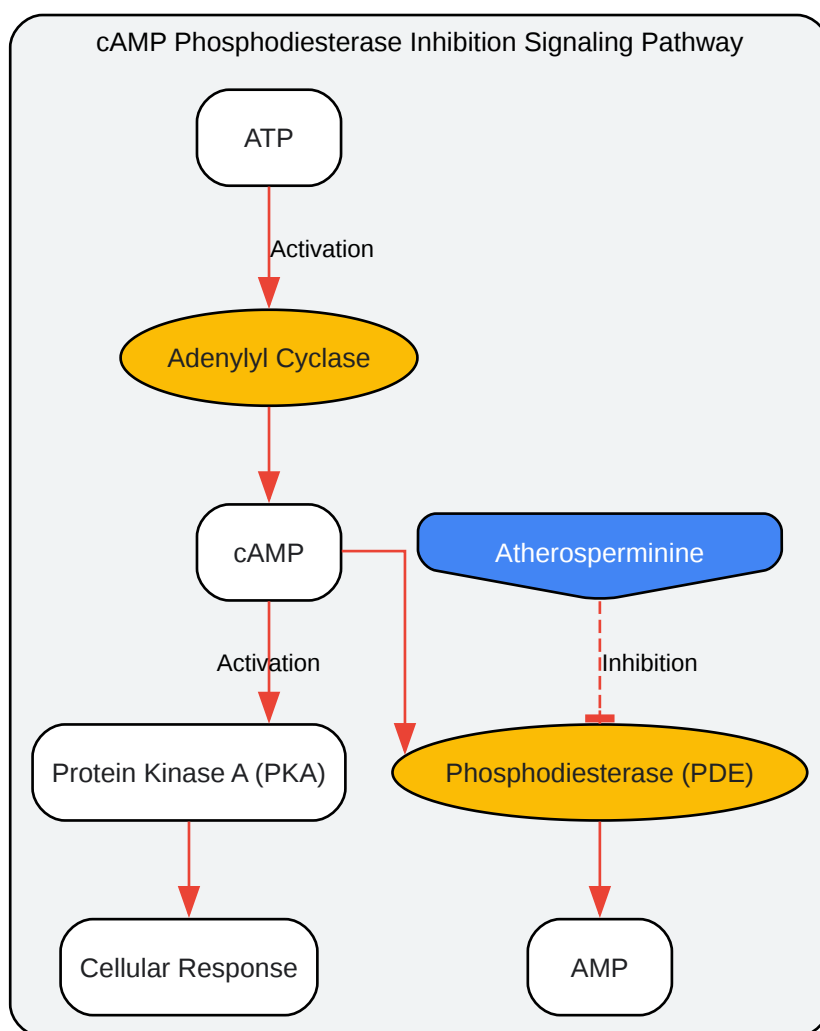 cAMP Phosphodiesterase Inhibition Signaling Pathway
ATP
Activation
Adenylyl Cyclase
cAMP
Atherosperminine
Activation
Inhibition
Protein Kinase A (PKA)
Phosphodiesterase (PDE)
Cellular Response
AMP